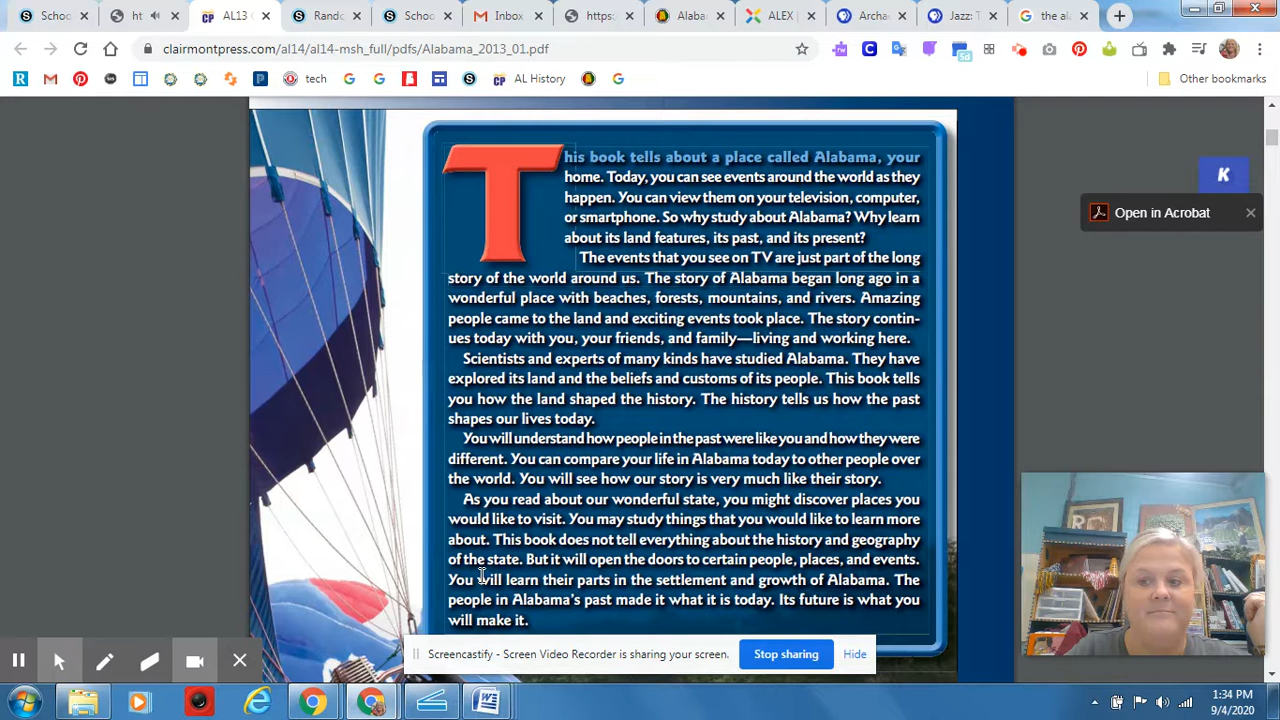 Schoo
ht
AL13 C
Rando
Schoo
Inbox
https:
Alaba
ALEX |
Archa
Jazz: T
the al
clairmontpress.com/al14/al14-msh_full/pdfs/Alabama_2013_01.pdf
tech
AL History
Other bookmarks
K
Open in Acrobat
This book tells about a place called Alabama, your
home. Today, you can see events around the world as they
happen. You can view them on your television, computer,
or smartphone. So why study about Alabama? Why learn
about its land features, its past, and its present?
The events that you see on TV are just part of the long
story of the world around us. The story of Alabama began long ago in a
wonderful place with beaches, forests, mountains, and rivers. Amazing
people came to the land and exciting events took place. The story contin-
ues today with you, your friends, and family—living and working here.
Scientists and experts of many kinds have studied Alabama. They have
explored its land and the beliefs and customs of its people. This book tells
you how the land shaped the history. The history tells us how the past
shapes our lives today.
You will understand how people in the past were like you and how they were
different. You can compare your life in Alabama today to other people over
the world. You will see how our story is very much like their story.
As you read about our wonderful state, you might discover places you
would like to visit. You may study things that you would like to learn more
about. This book does not tell everything about the history and geography
of the state. But it will open the doors to certain people, places, and events.
You will learn their parts in the settlement and growth of Alabama. The
people in Alabama's past made it what it is today. Its future is what you
will make it.
Screencastify - Screen Video Recorder is sharing your screen.
Stop sharing
Hide
1:34 PM
9/4/2020